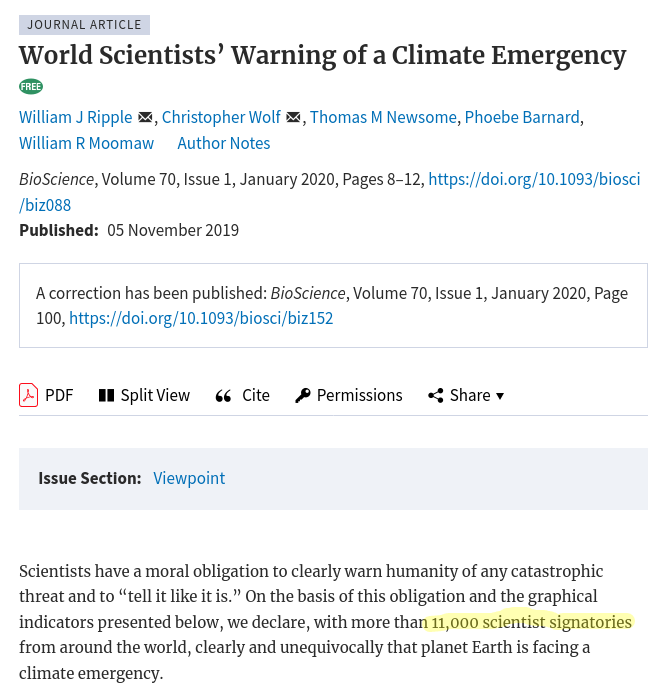 JOURNAL ARTICLE
World Scientists’ Warning of a Climate Emergency
FREE
William J Ripple, Christopher Wolf, Thomas M Newsome, Phoebe Barnard,
William R Moomaw Author Notes
BioScience, Volume 70, Issue 1, January 2020, Pages 8–12, https://doi.org/10.1093/biosci
/biz088
Published: 05 November 2019
A correction has been published: BioScience, Volume 70, Issue 1, January 2020, Page
100, https://doi.org/10.1093/biosci/biz152
PDF Split View Cite Permissions Share
Issue Section: Viewpoint
Scientists have a moral obligation to clearly warn humanity of any catastrophic
threat and to “tell it like it is.” On the basis of this obligation and the graphical
indicators presented below, we declare, with more than 11,000 scientist signatories
from around the world, clearly and unequivocally that planet Earth is facing a
climate emergency.